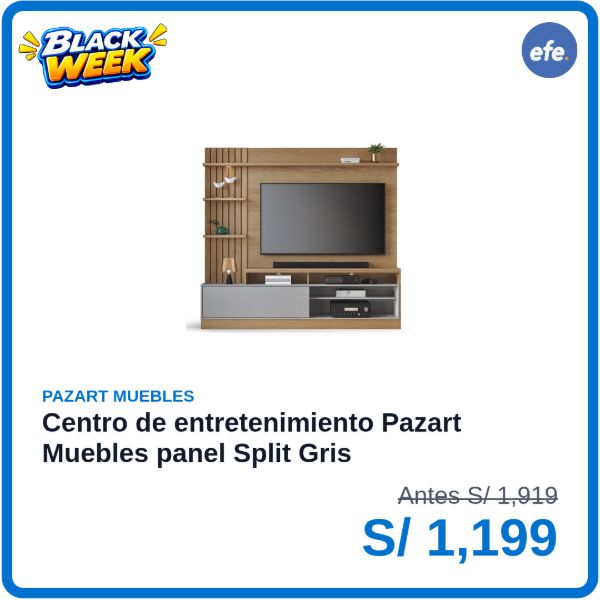 BLACK
WEEK
efe.
PAZART MUEBLES
Centro de entretenimiento Pazart
Muebles panel Split Gris
Antes S/ 1,919
S/ 1,199